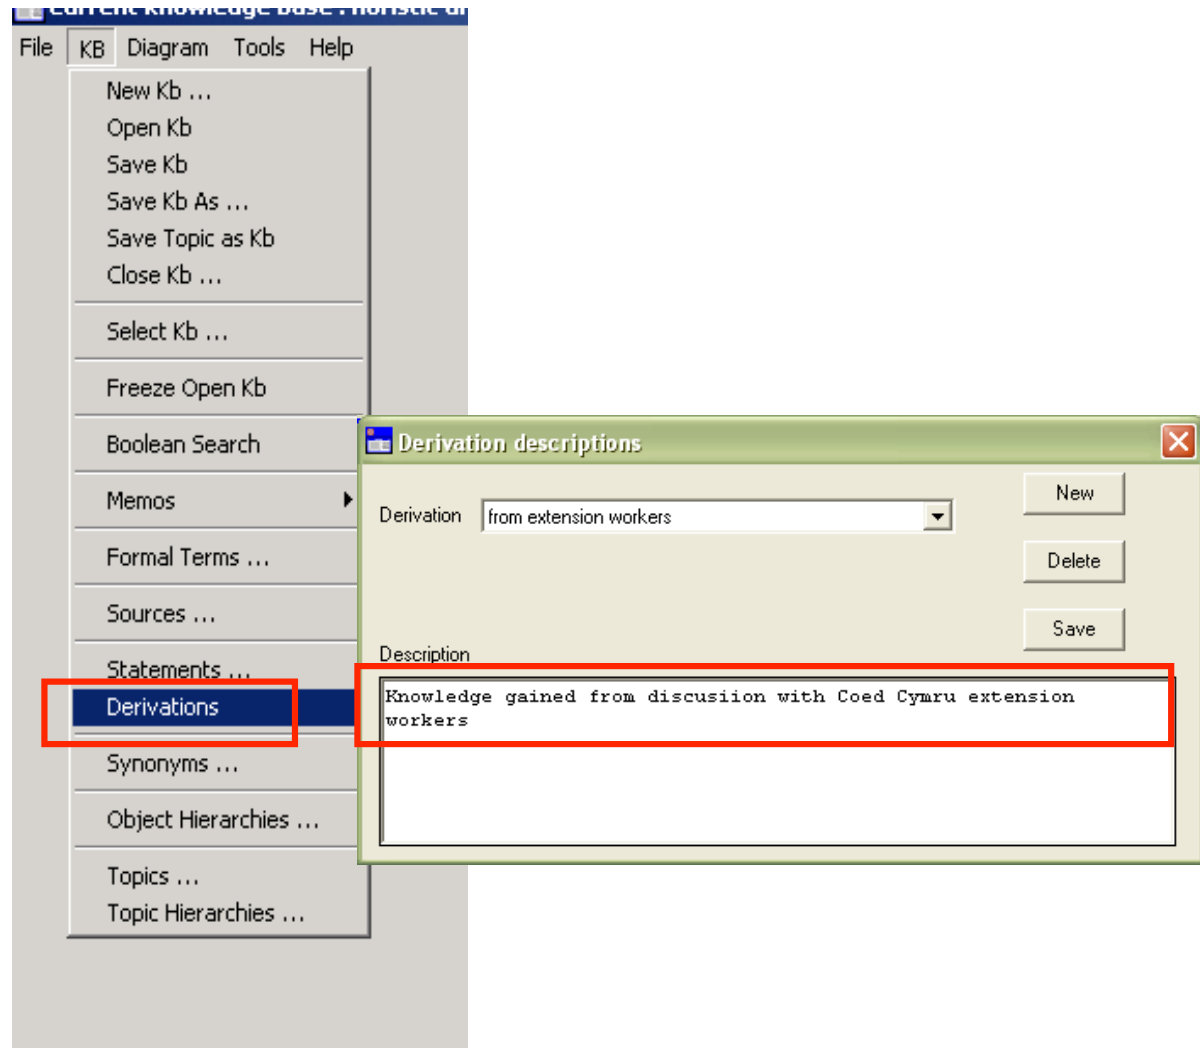 Current knowledge base :
File KB Diagram Tools Help
New Kb ...
Open Kb
Save Kb
Save Kb As ...
Save Topic as Kb
Close Kb ...
Select Kb ...
Freeze Open Kb
Boolean Search
Memos
Formal Terms ...
Sources ...
Statements ...
Derivations
Synonyms ...
Object Hierarchies ...
Topics ...
Topic Hierarchies ...
Derivation descriptions
Derivation from extension workers
New
Delete
Save
Description
Knowledge gained from discusiion with Coed Cymru extension
workers